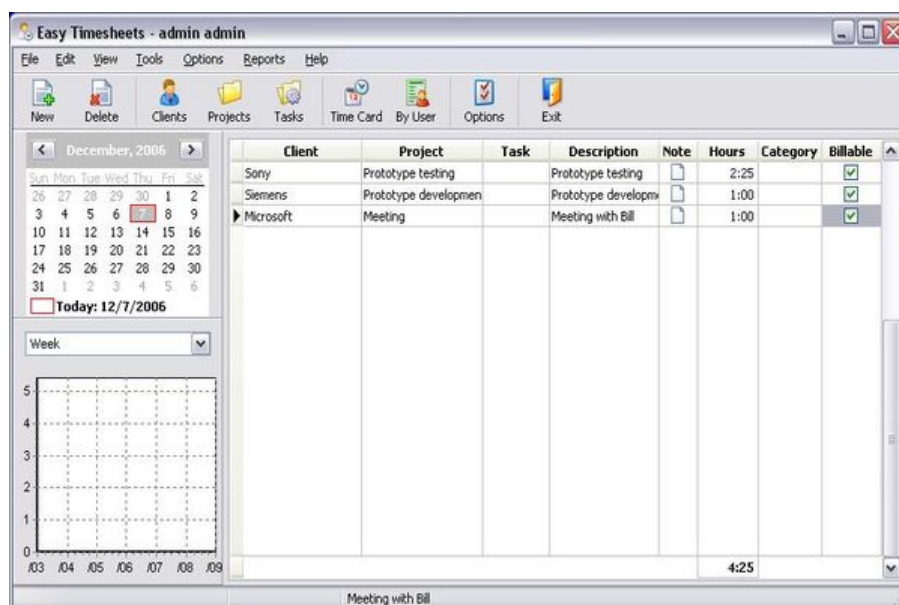 Easy Timesheets - admin admin
File Edit View Tools Options Reports Help
New Delete Clients Projects Tasks Time Card By User Options Exit
December, 2006
Sun Mon Tue Wed Thu Fri Sat
26 27 28 29 30 1 2
3 4 5 6 7 8 9
10 11 12 13 14 15 16
17 18 19 20 21 22 23
24 25 26 27 28 29 30
31 1 2 3 4 5 6
Today: 12/7/2006
Week
5
4
3
2
1
0
/03 /04 /05 /06 /07 /08 /09
Client Project Task Description Note Hours Category Billable
Sony Prototype testing Prototype testing 2:25
Siemens Prototype developmen Prototype developm 1:00
Microsoft Meeting Meeting with Bill 1:00
4:25
Meeting with Bill